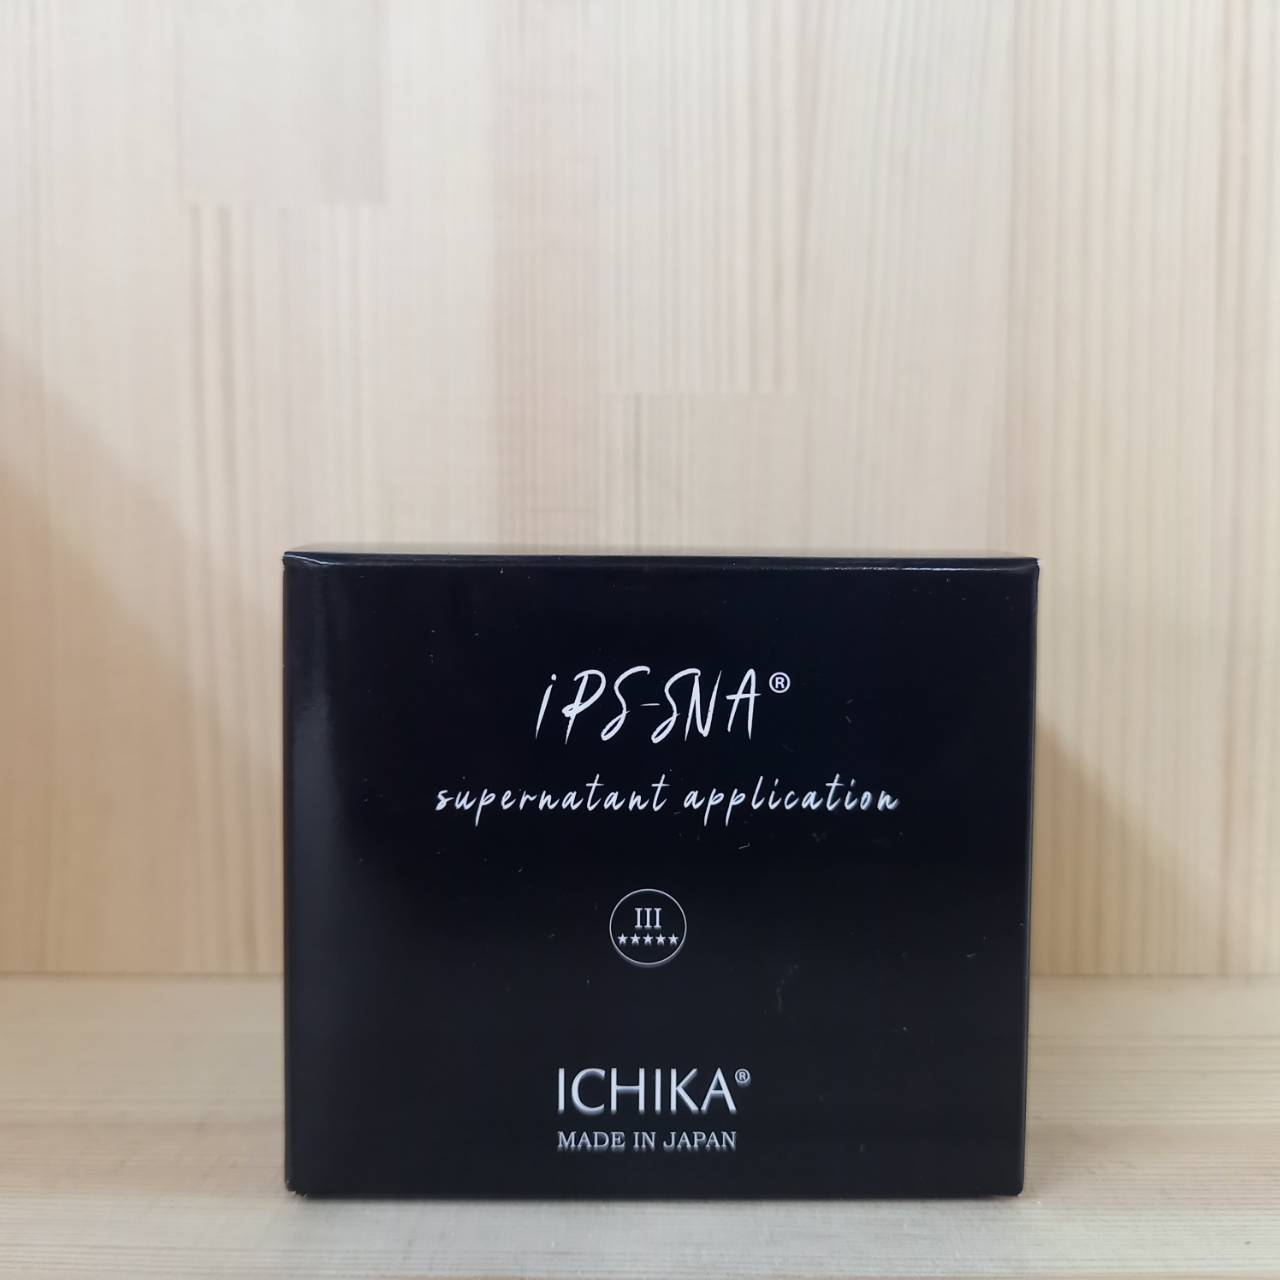 iPS-SNA®
supernatant application
III
★★★★★
ICHIKA®
MADE IN JAPAN